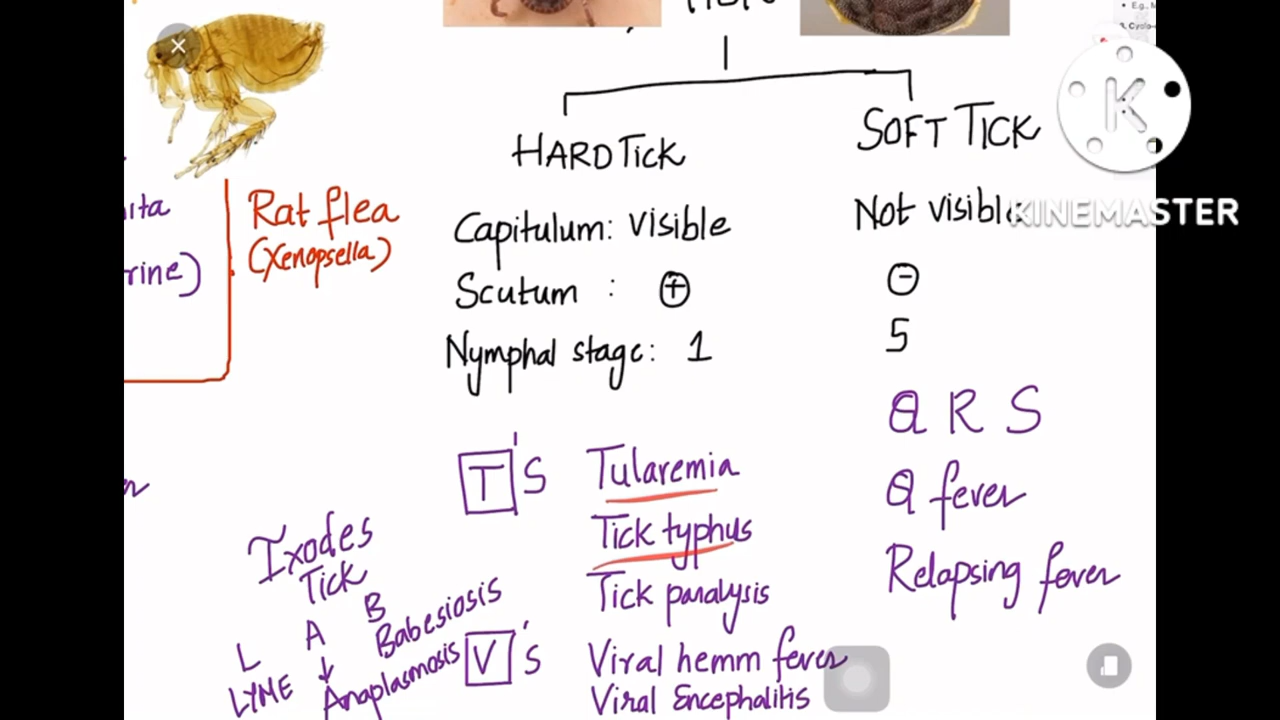 HARD TICK
SOFT TICK
Rat flea
(Xenopsella)
Capitulum: Visible
Not visible
KINEMASTER
Scutum : +
-
Nymphal stage: 1
5
Q R S
T's
Tularemia
Tick typhus
Tick paralysis
Q fever
Relapsing fever
Ixodes
Tick
L A B
LYME
Anaplasmosis
Babesiosis
V's
Viral hemm fever
Viral Encephalitis